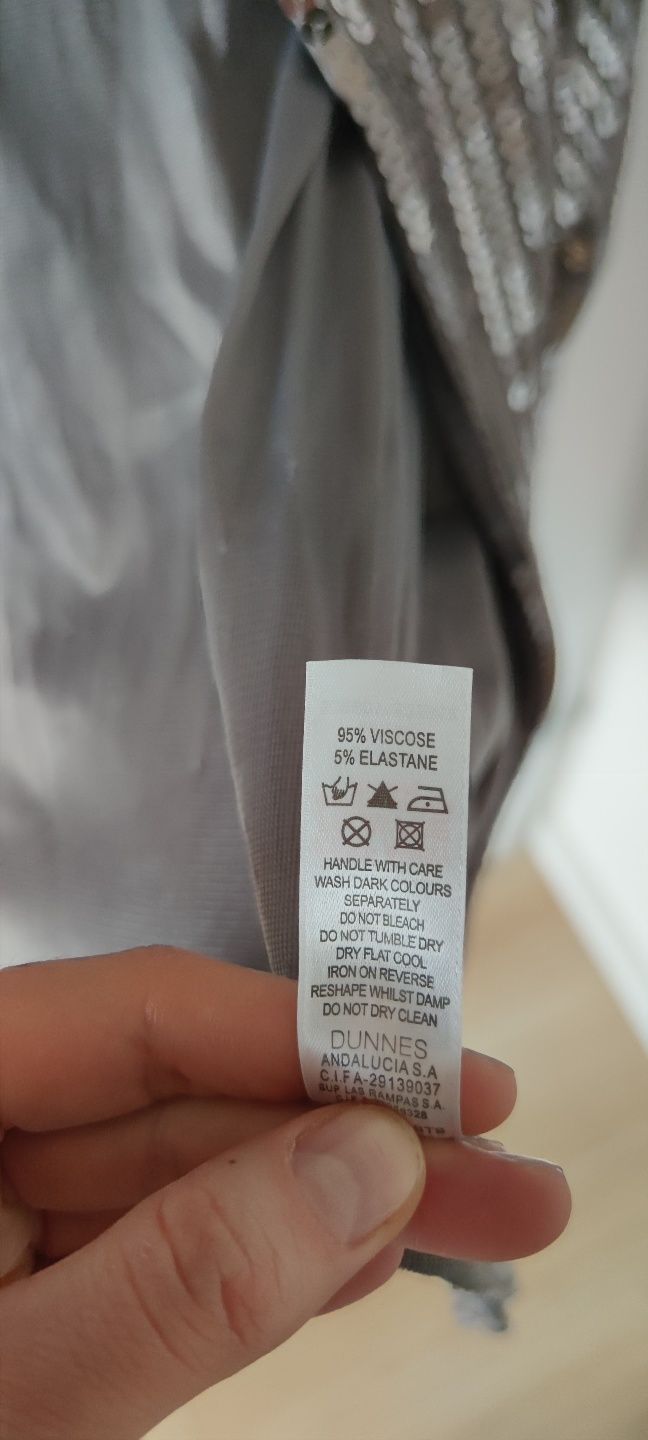 95% VISCOSE
5% ELASTANE
HANDLE WITH CARE
WASH DARK COLOURS
SEPARATELY
DO NOT BLEACH
DO NOT TUMBLE DRY
DRY FLAT COOL
IRON ON REVERSE
RESHAPE WHILST DAMP
DO NOT DRY CLEAN
DUNNES
ANDALUCIA S.A
C.I.F A-29139037
SUP. LAS RAMPAS S.A.